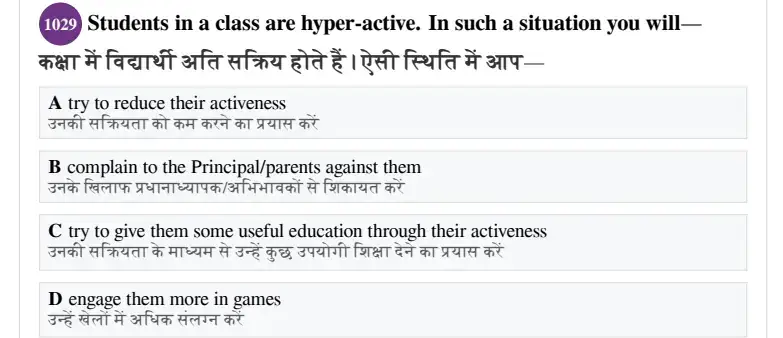 1029 Students in a class are hyper-active. In such a situation you will—
कक्षा में विद्यार्थी अति सक्रिय होते हैं। ऐसी स्थिति में आप—
A try to reduce their activeness
उनकी सक्रियता को कम करने का प्रयास करें
B complain to the Principal/parents against them
उनके खिलाफ प्रधानाध्यापक/अभिभावकों से शिकायत करें
C try to give them some useful education through their activeness
उनकी सक्रियता के माध्यम से उन्हें कुछ उपयोगी शिक्षा देने का प्रयास करें
D engage them more in games
उन्हें खेलों में अधिक संलग्न करें